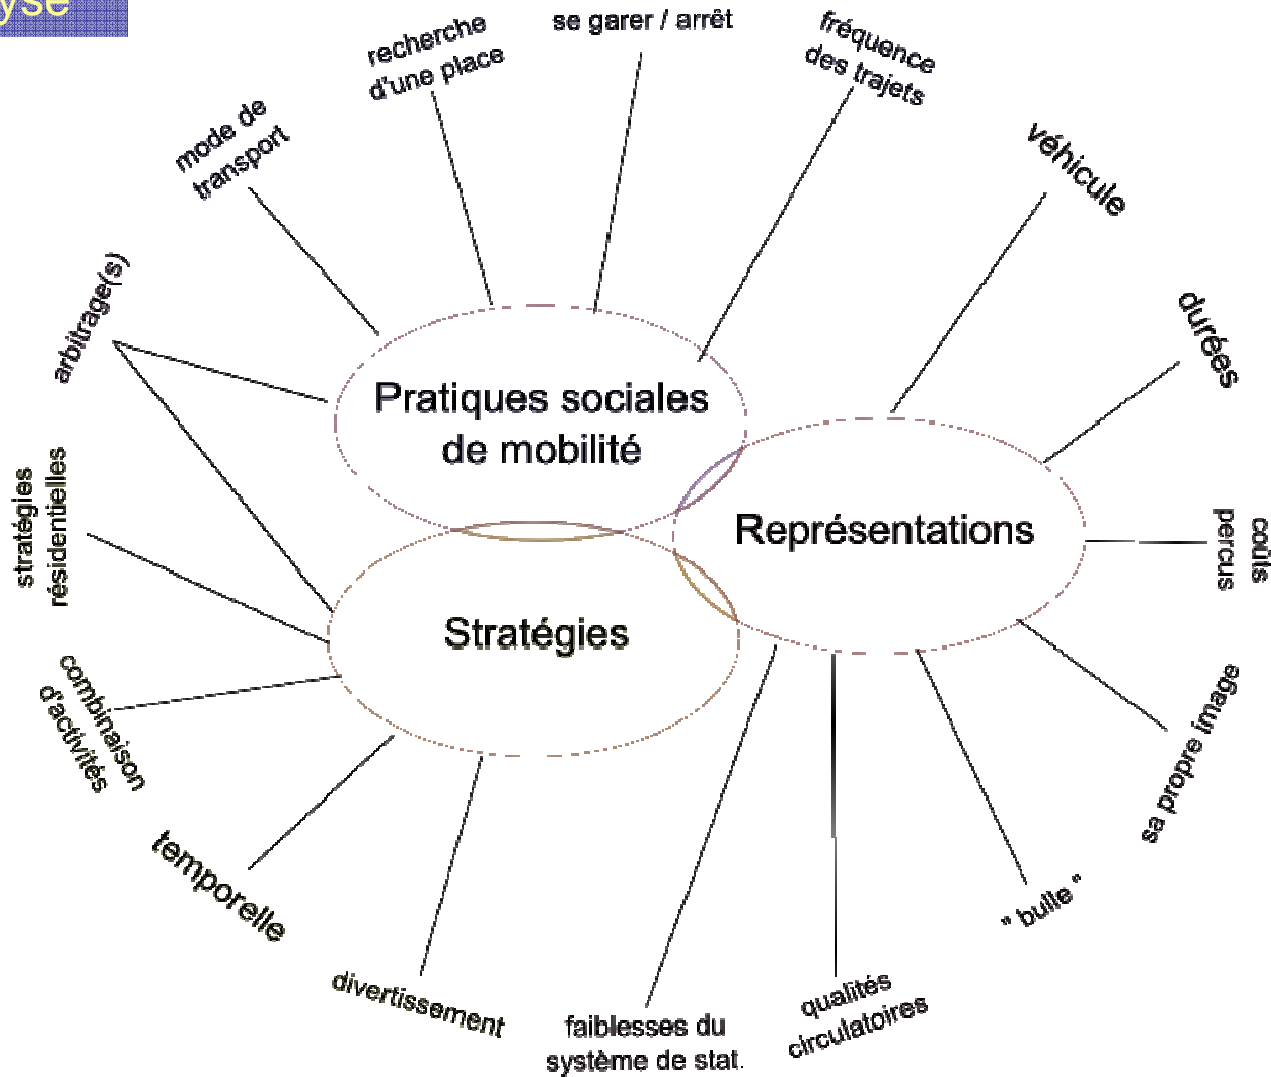 yse
recherche
d'une place
se garer / arrêt
fréquence
des trajets
mode de
transport
véhicule
arbitrage(s)
durées
Pratiques sociales
de mobilité
stratégies
résidentielles
Représentations
coûts
percus
Stratégies
combinaison
d'activités
sa propre image
temporelle
" bulle "
divertissement
qualités
circulatoires
faiblesses du
système de stat.